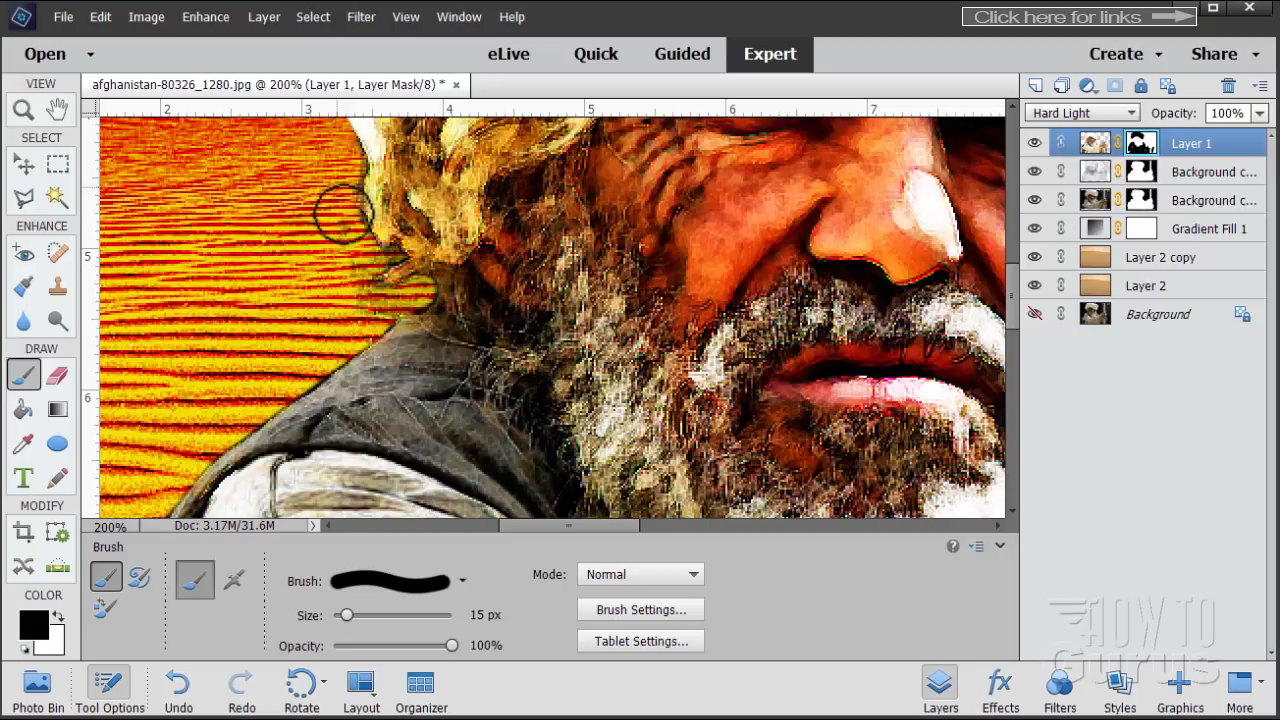 File Edit Image Enhance Layer Select Filter View Window Help
Click here for links
Open eLive Quick Guided Expert Create Share
VIEW
afghanistan-80326_1280.jpg @ 200% (Layer 1, Layer Mask/8) *
2 3 4 5 6 7
Hard Light Opacity: 100%
SELECT
Layer 1
Background c...
Background c...
ENHANCE
Gradient Fill 1
5
Layer 2 copy
Layer 2
Background
DRAW
6
T
MODIFY
200% Doc: 3.17M/31.6M
Brush
Brush: Mode: Normal
COLOR
Size: 15 px Brush Settings...
Opacity: 100% Tablet Settings...
HOW TO
Gurus
Photo Bin Tool Options Undo Redo Rotate Layout Organizer Layers Effects Filters Styles Graphics More